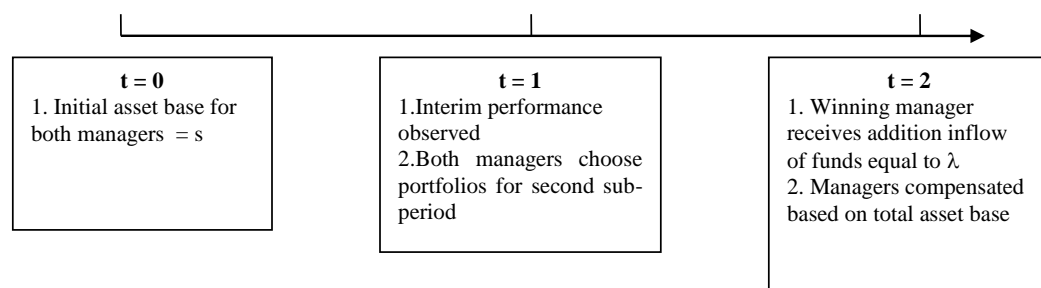 t = 0
1. Initial asset base for
both managers = s
t = 1
1.Interim performance
observed
2.Both managers choose
portfolios for second sub-
period
t = 2
1. Winning manager
receives addition inflow
of funds equal to λ
2. Managers compensated
based on total asset base